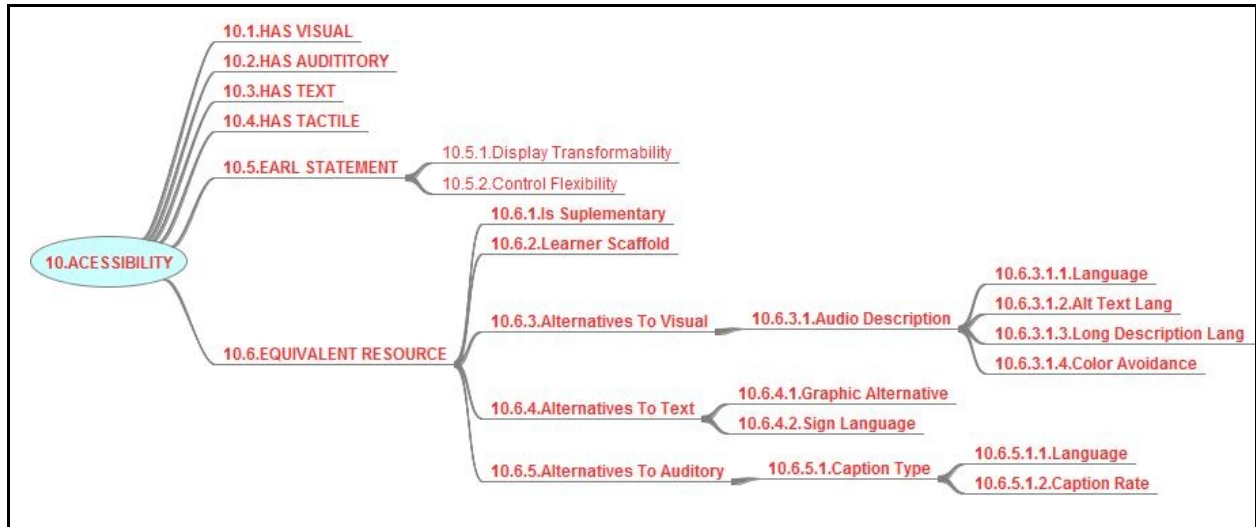 10.ACESSIBILITY
10.1.HAS VISUAL
10.2.HAS AUDITITORY
10.3.HAS TEXT
10.4.HAS TACTILE
10.5.EARL STATEMENT
10.5.1.Display Transformability
10.5.2.Control Flexibility
10.6.EQUIVALENT RESOURCE
10.6.1.Is Suplementary
10.6.2.Learner Scaffold
10.6.3.Alternatives To Visual
10.6.3.1.Audio Description
10.6.3.1.1.Language
10.6.3.1.2.Alt Text Lang
10.6.3.1.3.Long Description Lang
10.6.3.1.4.Color Avoidance
10.6.4.Alternatives To Text
10.6.4.1.Graphic Alternative
10.6.4.2.Sign Language
10.6.5.Alternatives To Auditory
10.6.5.1.Caption Type
10.6.5.1.1.Language
10.6.5.1.2.Caption Rate